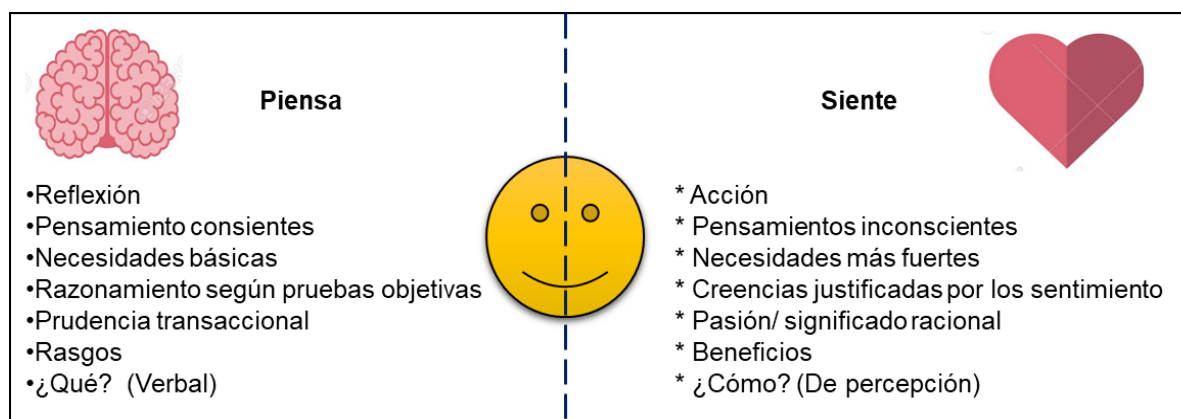 Piensa
•Reflexión
•Pensamiento consientes
•Necesidades básicas
•Razonamiento según pruebas objetivas
•Prudencia transaccional
•Rasgos
•¿Qué? (Verbal)
Siente
* Acción
* Pensamientos inconscientes
* Necesidades más fuertes
* Creencias justificadas por los sentimiento
* Pasión/ significado racional
* Beneficios
* ¿Cómo? (De percepción)